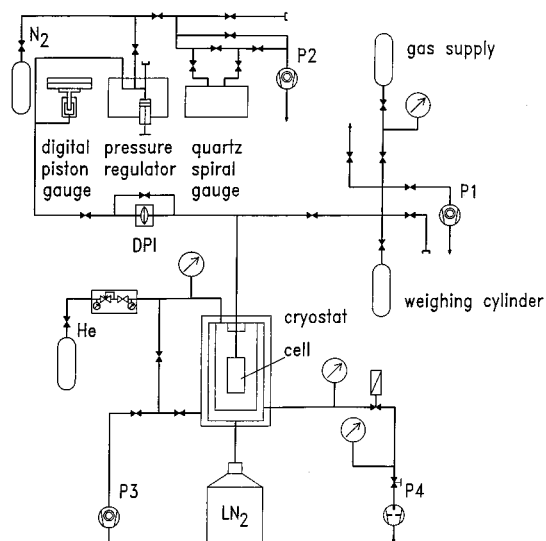 N2
P2
gas supply
digital piston gauge
pressure regulator
quartz spiral gauge
P1
DPI
weighing cylinder
cryostat
He
cell
P3
P4
LN2